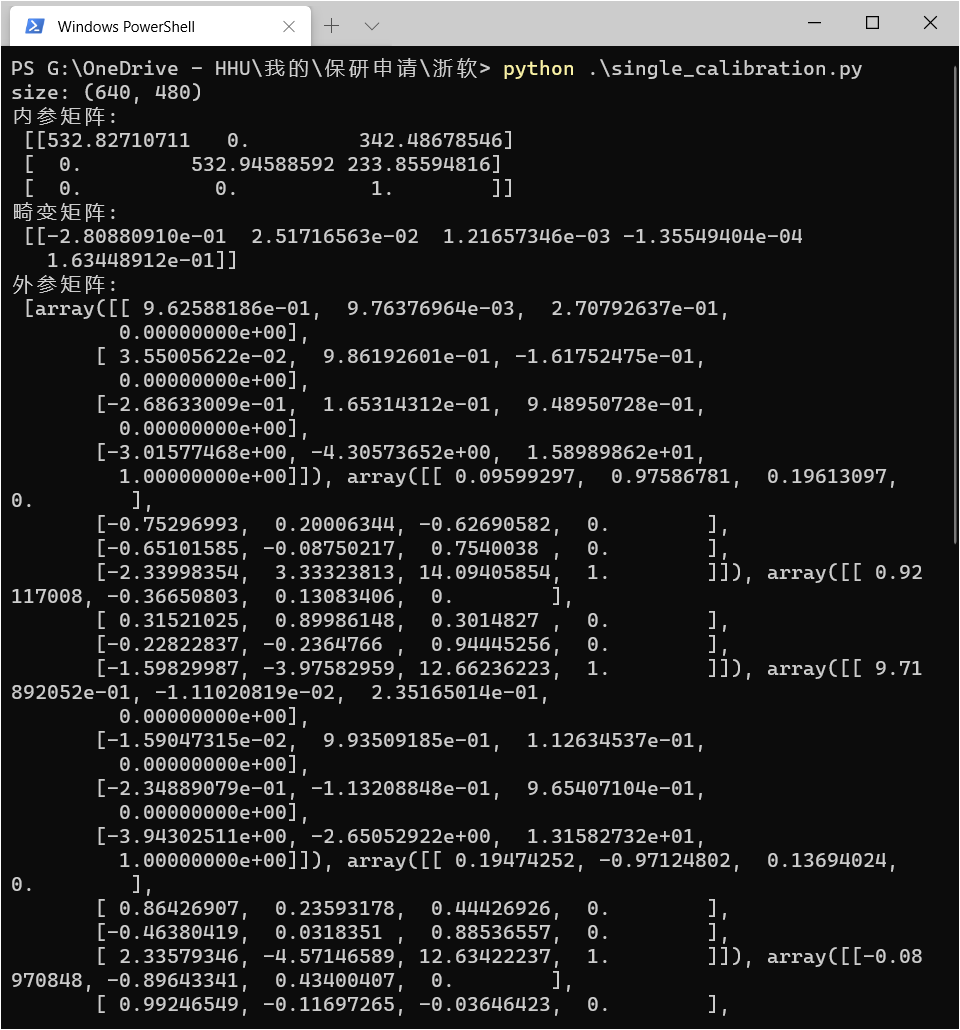 Windows PowerShell
PS G:\OneDrive - HHU\我的\保研申请\浙软> python .\single_calibration.py
size: (640, 480)
内参矩阵:
 [[532.82710711   0.         342.48678546]
 [  0.         532.94588592 233.85594816]
 [  0.           0.           1.        ]]
畸变矩阵:
 [[-2.80880910e-01  2.51716563e-02  1.21657346e-03 -1.35549404e-04
   1.63448912e-01]]
外参矩阵:
 [array([[ 9.62588186e-01,  9.76376964e-03,  2.70792637e-01,
         0.00000000e+00],
       [ 3.55005622e-02,  9.86192601e-01, -1.61752475e-01,
         0.00000000e+00],
       [-2.68633009e-01,  1.65314312e-01,  9.48950728e-01,
         0.00000000e+00],
       [-3.01577468e+00, -4.30573652e+00,  1.58989862e+01,
         1.00000000e+00]]), array([[ 0.09599297,  0.97586781,  0.19613097,
0.        ],
       [-0.75296993,  0.20006344, -0.62690582,  0.        ],
       [-0.65101585, -0.08750217,  0.7540038 ,  0.        ],
       [-2.33998354,  3.33323813, 14.09405854,  1.        ]]), array([[ 0.92
117008, -0.36650803,  0.13083406,  0.        ],
       [ 0.31521025,  0.89986148,  0.3014827 ,  0.        ],
       [-0.22822837, -0.2364766 ,  0.94445256,  0.        ],
       [-1.59829987, -3.97582959, 12.66236223,  1.        ]]), array([[ 9.71
892052e-01, -1.11020819e-02,  2.35165014e-01,
         0.00000000e+00],
       [-1.59047315e-02,  9.93509185e-01,  1.12634537e-01,
         0.00000000e+00],
       [-2.34889079e-01, -1.13208848e-01,  9.65407104e-01,
         0.00000000e+00],
       [-3.94302511e+00, -2.65052922e+00,  1.31582732e+01,
         1.00000000e+00]]), array([[ 0.19474252, -0.97124802,  0.13694024,
0.        ],
       [ 0.86426907,  0.23593178,  0.44426926,  0.        ],
       [-0.46380419,  0.0318351 ,  0.88536557,  0.        ],
       [ 2.33579346, -4.57146589, 12.63422237,  1.        ]]), array([[-0.08
970848, -0.89643341,  0.43400407,  0.        ],
       [ 0.99246549, -0.11697265, -0.03646423,  0.        ],